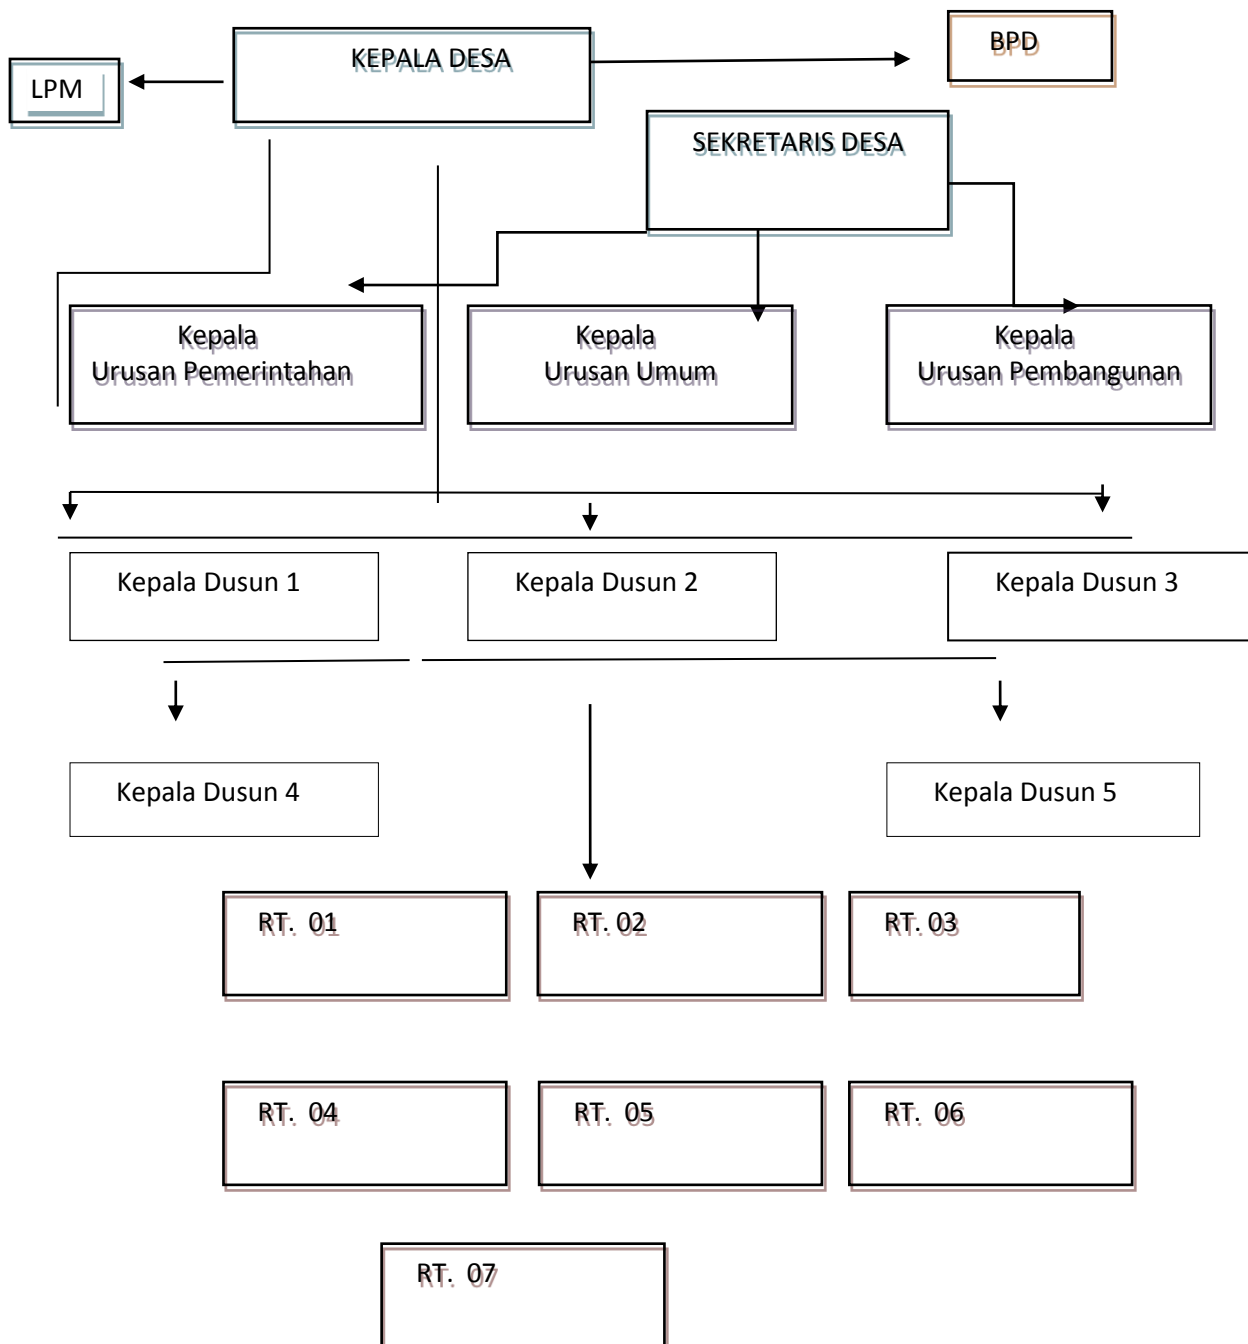 KEPALA DESA
BPD
LPM
SEKRETARIS DESA
Kepala
Urusan Pemerintahan
Kepala
Urusan Umum
Kepala
Urusan Pembangunan
Kepala Dusun 1
Kepala Dusun 2
Kepala Dusun 3
Kepala Dusun 4
Kepala Dusun 5
RT.  01
RT. 02
RT. 03
RT.  04
RT.  05
RT.  06
RT.  07